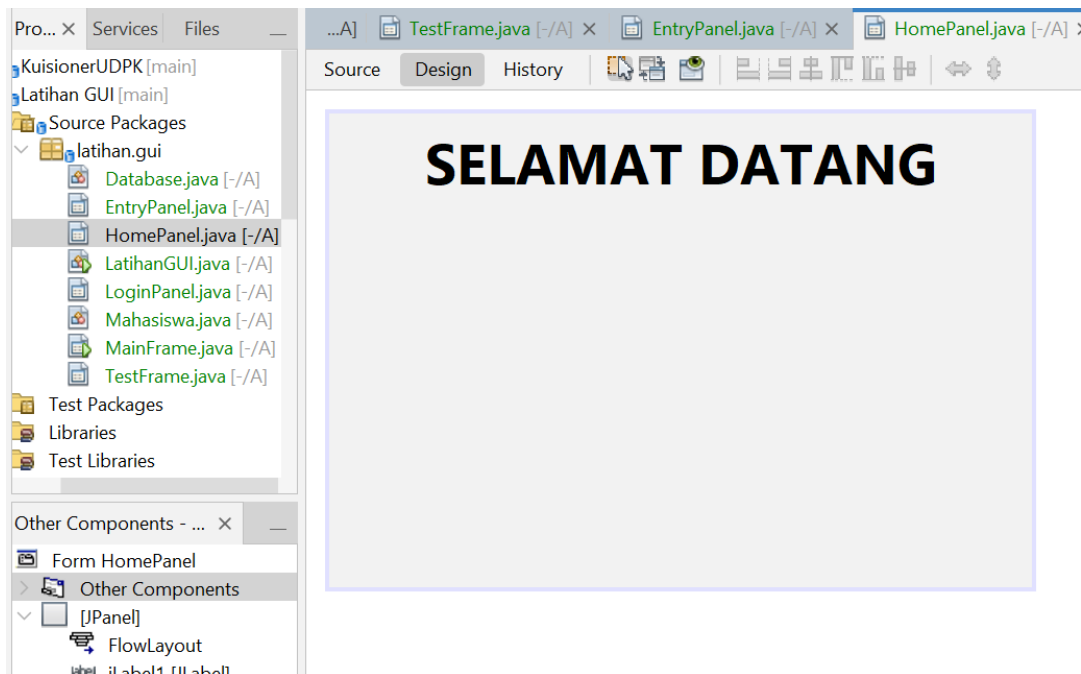 Pro... × Services Files
KuisionerUDPK [main]
Latihan GUI [main]
Source Packages
latihan.gui
Database.java [-/A]
EntryPanel.java [-/A]
HomePanel.java [-/A]
LatihanGUI.java [-/A]
LoginPanel.java [-/A]
Mahasiswa.java [-/A]
MainFrame.java [-/A]
TestFrame.java [-/A]
Test Packages
Libraries
Test Libraries
Other Components - ... ×
Form HomePanel
Other Components
[JPanel]
FlowLayout
jLabel1 [JLabel]
...A] TestFrame.java [-/A] × EntryPanel.java [-/A] × HomePanel.java [-/A] ×
Source Design History
SELAMAT DATANG